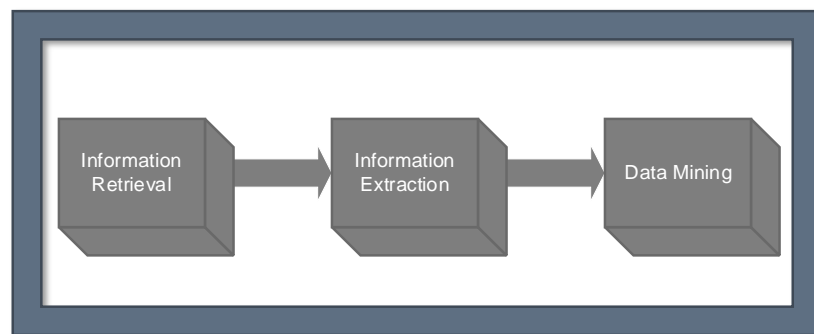 Information
Retrieval
Information
Extraction
Data Mining